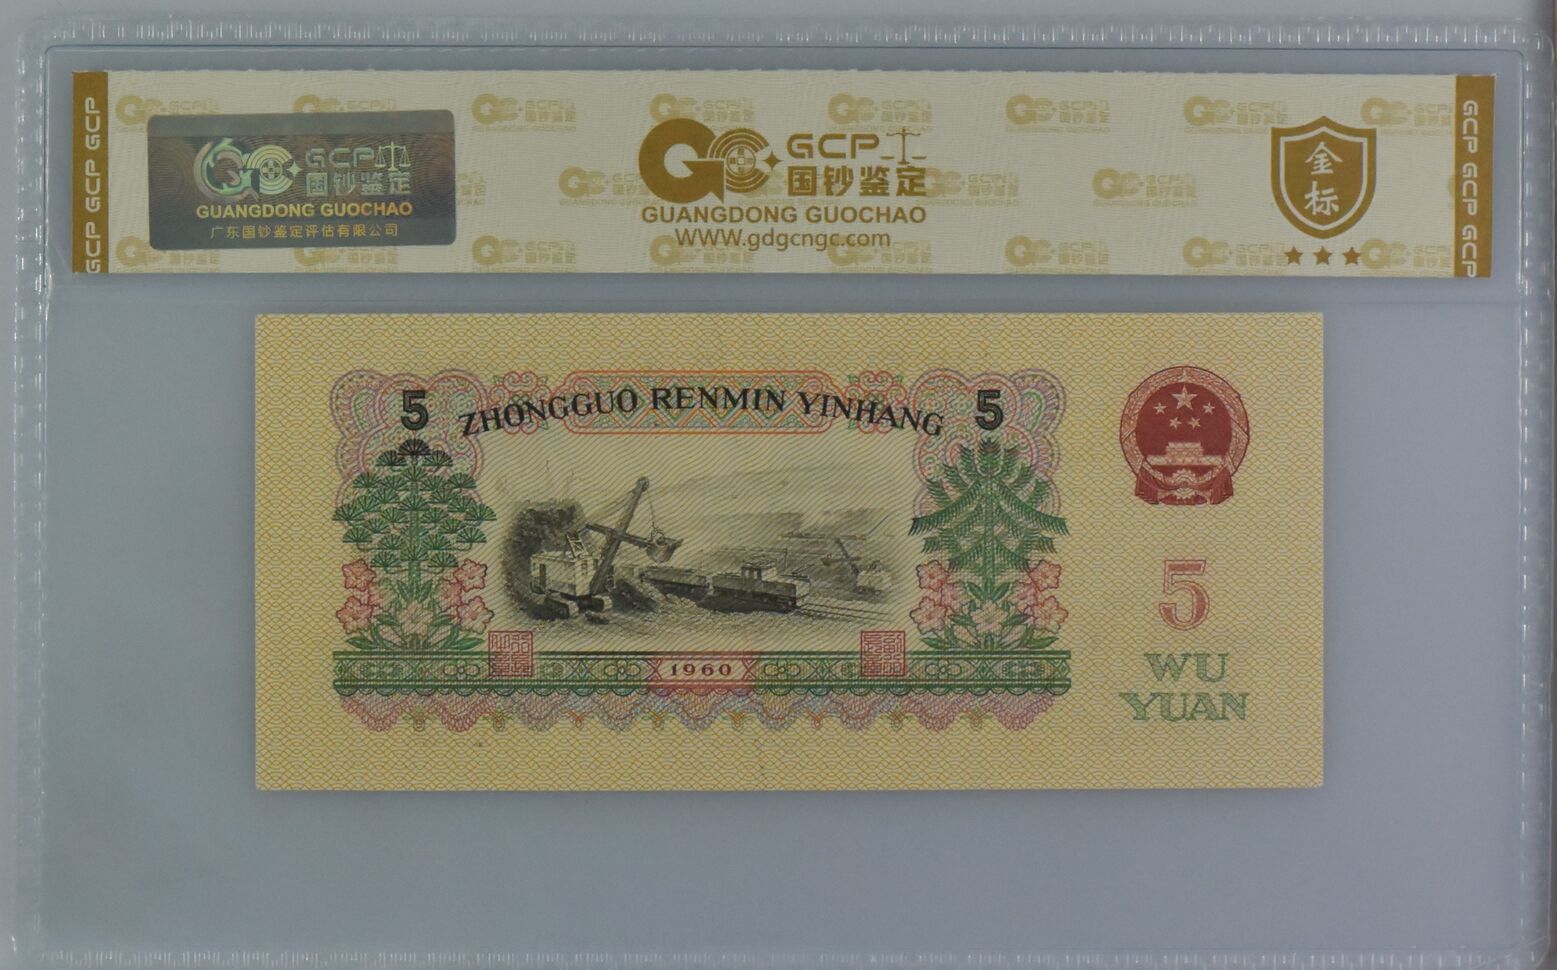 GCP GCP GCP
GCP
国钞鉴定
GUANGDONG GUOCHAO
广东国钞鉴定评估有限公司
GCP
国钞鉴定
GUANGDONG GUOCHAO
WWW.gdgcngc.com
金标
GCP GCP GCP
5 ZHONGGUO RENMIN YINHANG 5
1960
5
WU
YUAN